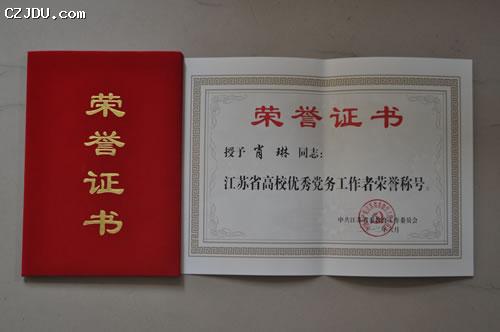 CZJDU.com
荣誉证书
荣誉证书
授予 肖琳 同志：
江苏省高校优秀党务工作者荣誉称号。